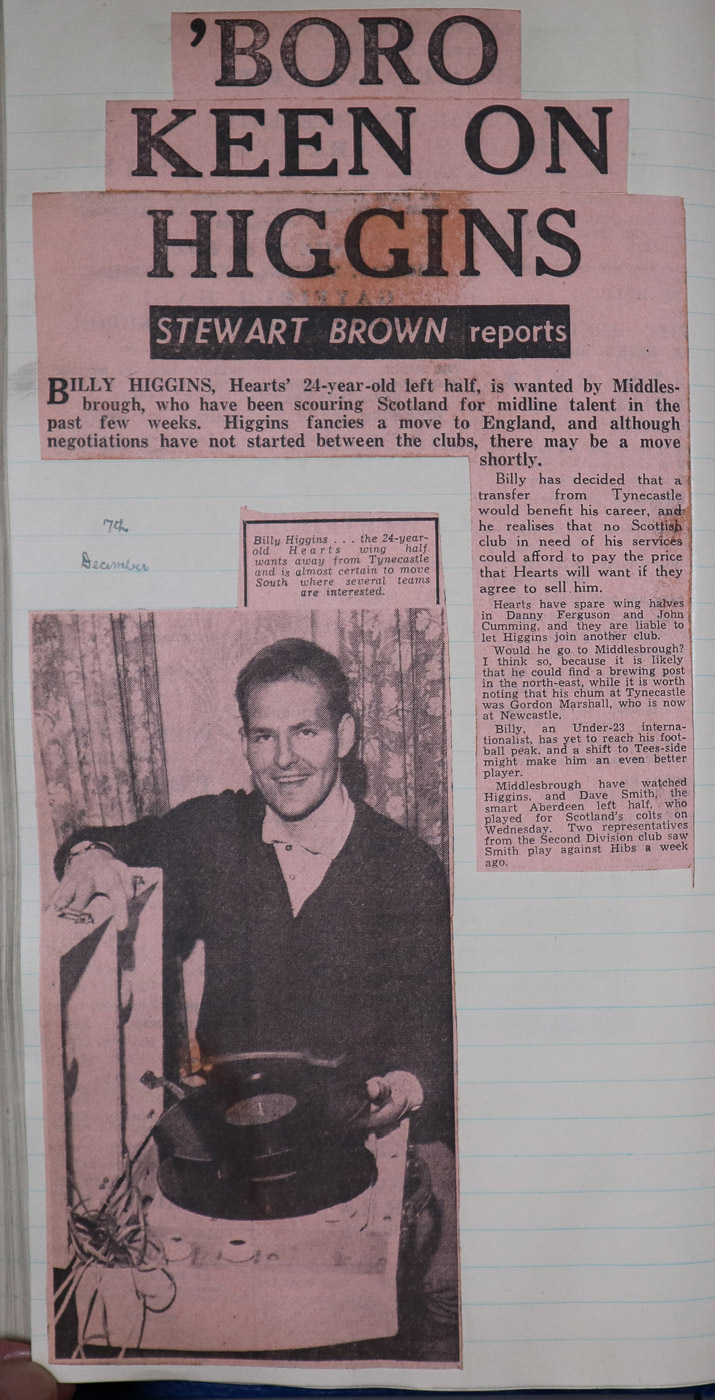 'BORO
KEEN ON
HIGGINS
STEWART BROWN reports
BILLY HIGGINS, Hearts' 24-year-old left half, is wanted by Middles-
brough, who have been scouring Scotland for midline talent in the
past few weeks. Higgins fancies a move to England, and although
negotiations have not started between the clubs, there may be a move
shortly.
Billy has decided that a
transfer from Tynecastle
would benefit his career, and
he realises that no Scottish
club in need of his services
could afford to pay the price
that Hearts will want if they
agree to sell him.
Hearts have spare wing halves
in Danny Ferguson and John
Cumming, and they are liable to
let Higgins join another club.
Would he go to Middlesbrough?
I think so, because it is likely
that he could find a brewing post
in the north-east, while it is worth
noting that his chum at Tynecastle
was Gordon Marshall, who is now
at Newcastle.
Billy, an Under-23 interna-
tionalist, has yet to reach his foot-
ball peak, and a shift to Tees-side
might make him an even better
player.
Middlesbrough have watched
Higgins, and Dave Smith, the
smart Aberdeen left half, who
played for Scotland's colts on
Wednesday. Two representatives
from the Second Division club saw
Smith play against Hibs a week
ago.
7th
December
Billy Higgins . . . the 24-year-
old Hearts wing half
wants away from Tynecastle
and is almost certain to move
South where several teams
are interested.